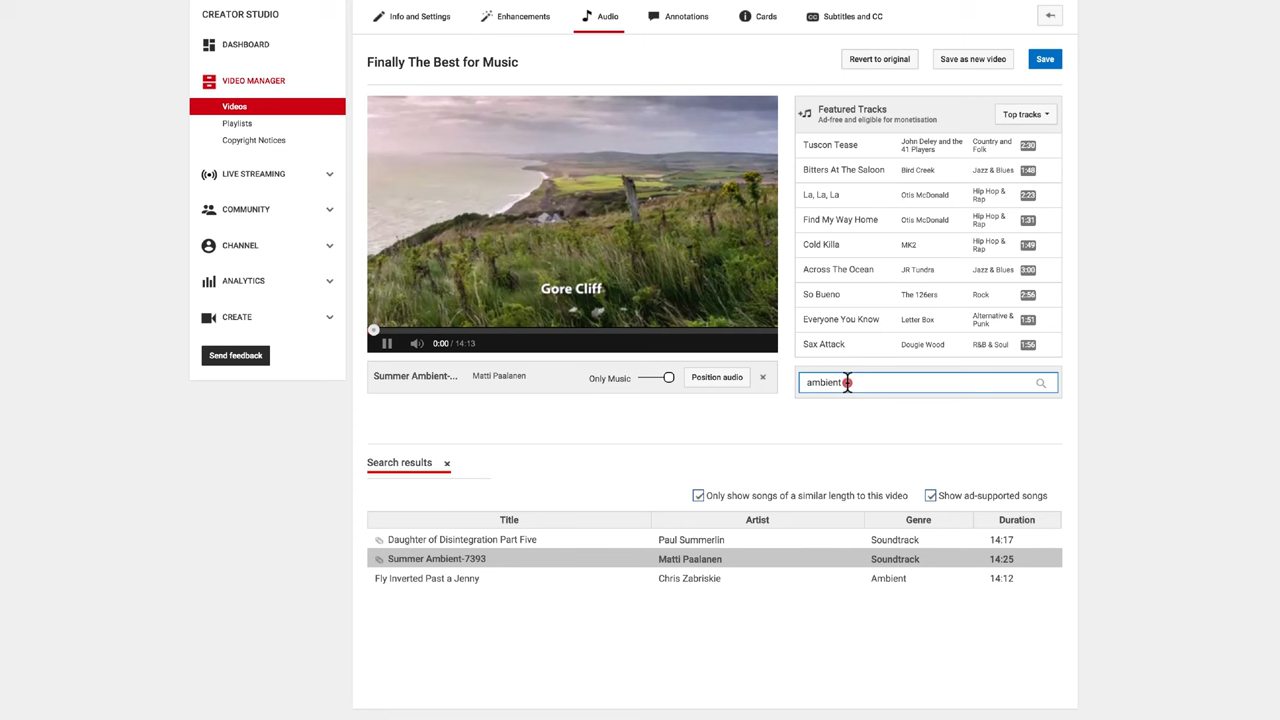 CREATOR STUDIO
DASHBOARD
VIDEO MANAGER
Videos
Playlists
Copyright Notices
LIVE STREAMING
COMMUNITY
CHANNEL
ANALYTICS
CREATE
Send feedback
Info and Settings
Enhancements
Audio
Annotations
Cards
CC Subtitles and CC
Finally The Best for Music
Revert to original
Save as new video
Save
Gore Cliff
0:00 / 14:13
Summer Ambient-...
Matti Paalanen
Only Music
Position audio
Featured Tracks
Ad-free and eligible for monetisation
Top tracks
Tuscon Tease John Deley and the 41 Players Country and Folk 2:30
Bitters At The Saloon Bird Creek Jazz & Blues 1:48
La, La, La Otis McDonald Hip Hop & Rap 2:23
Find My Way Home Otis McDonald Hip Hop & Rap 1:31
Cold Killa MK2 Hip Hop & Rap 1:49
Across The Ocean JR Tundra Jazz & Blues 3:00
So Bueno The 126ers Rock 2:56
Everyone You Know Letter Box Alternative & Punk 1:51
Sax Attack Dougie Wood R&B & Soul 1:56
ambient
Search results
Only show songs of a similar length to this video
Show ad-supported songs
Title Artist Genre Duration
Daughter of Disintegration Part Five Paul Summerlin Soundtrack 14:17
Summer Ambient-7393 Matti Paalanen Soundtrack 14:25
Fly Inverted Past a Jenny Chris Zabriskie Ambient 14:12